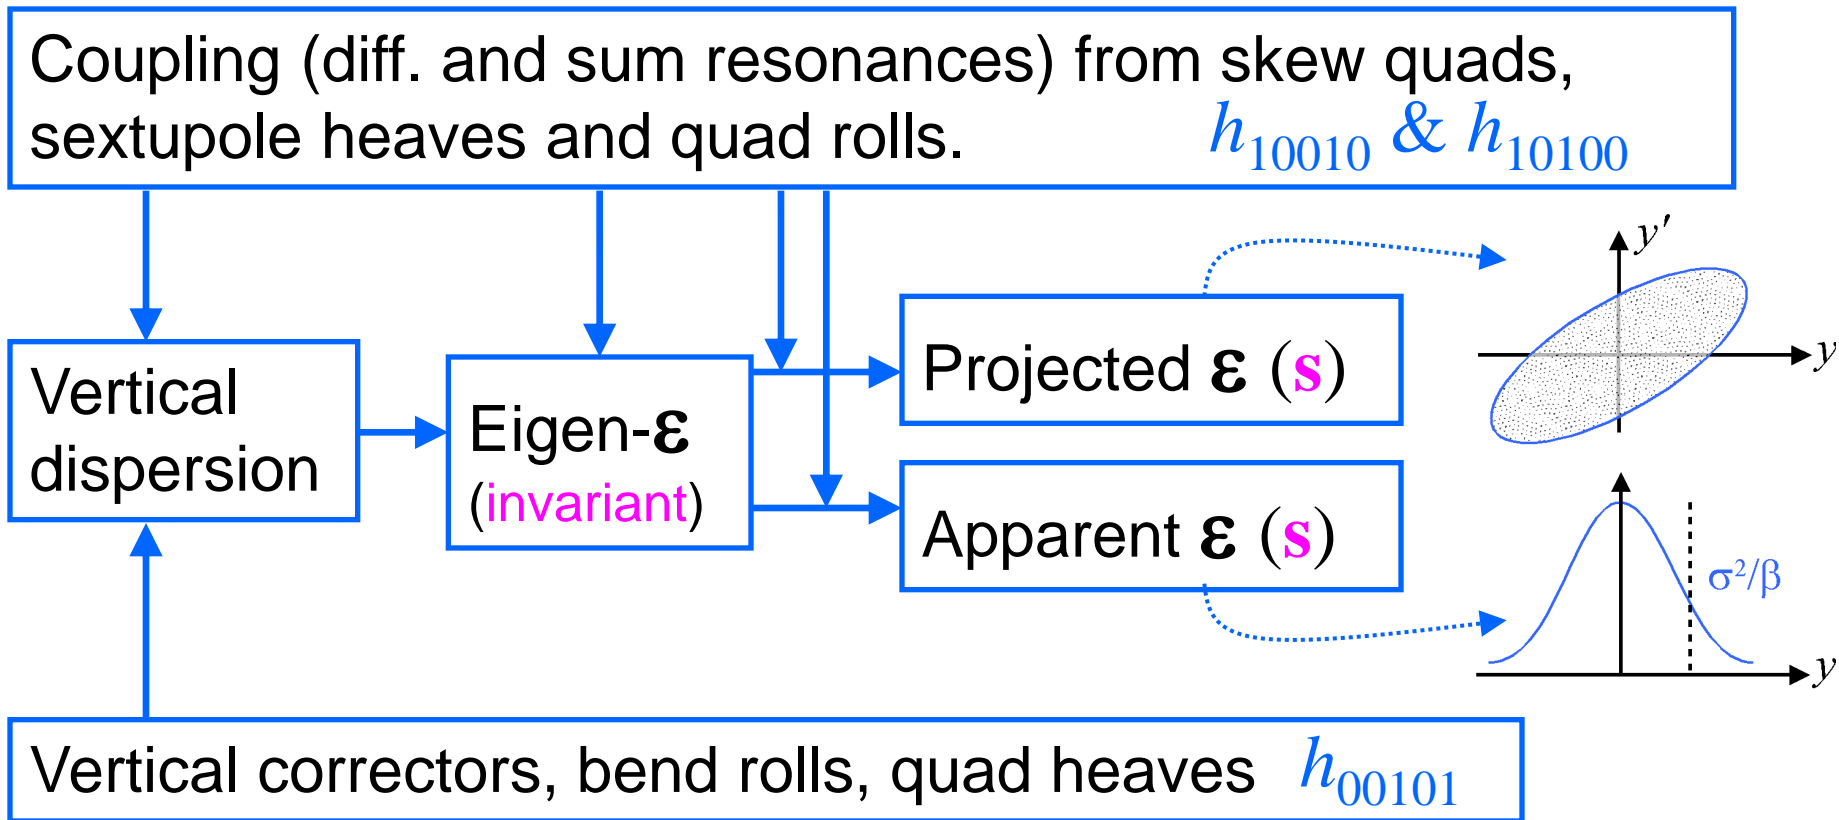 Coupling (diff. and sum resonances) from skew quads,
sextupole heaves and quad rolls. h₁₀₀₁₀ & h₁₀₁₀₀
y′
Projected ε (s)
y
Vertical
dispersion
Eigen-ε
(invariant)
Apparent ε (s)
σ²/β
y
Vertical correctors, bend rolls, quad heaves h₀₀₁₀₁